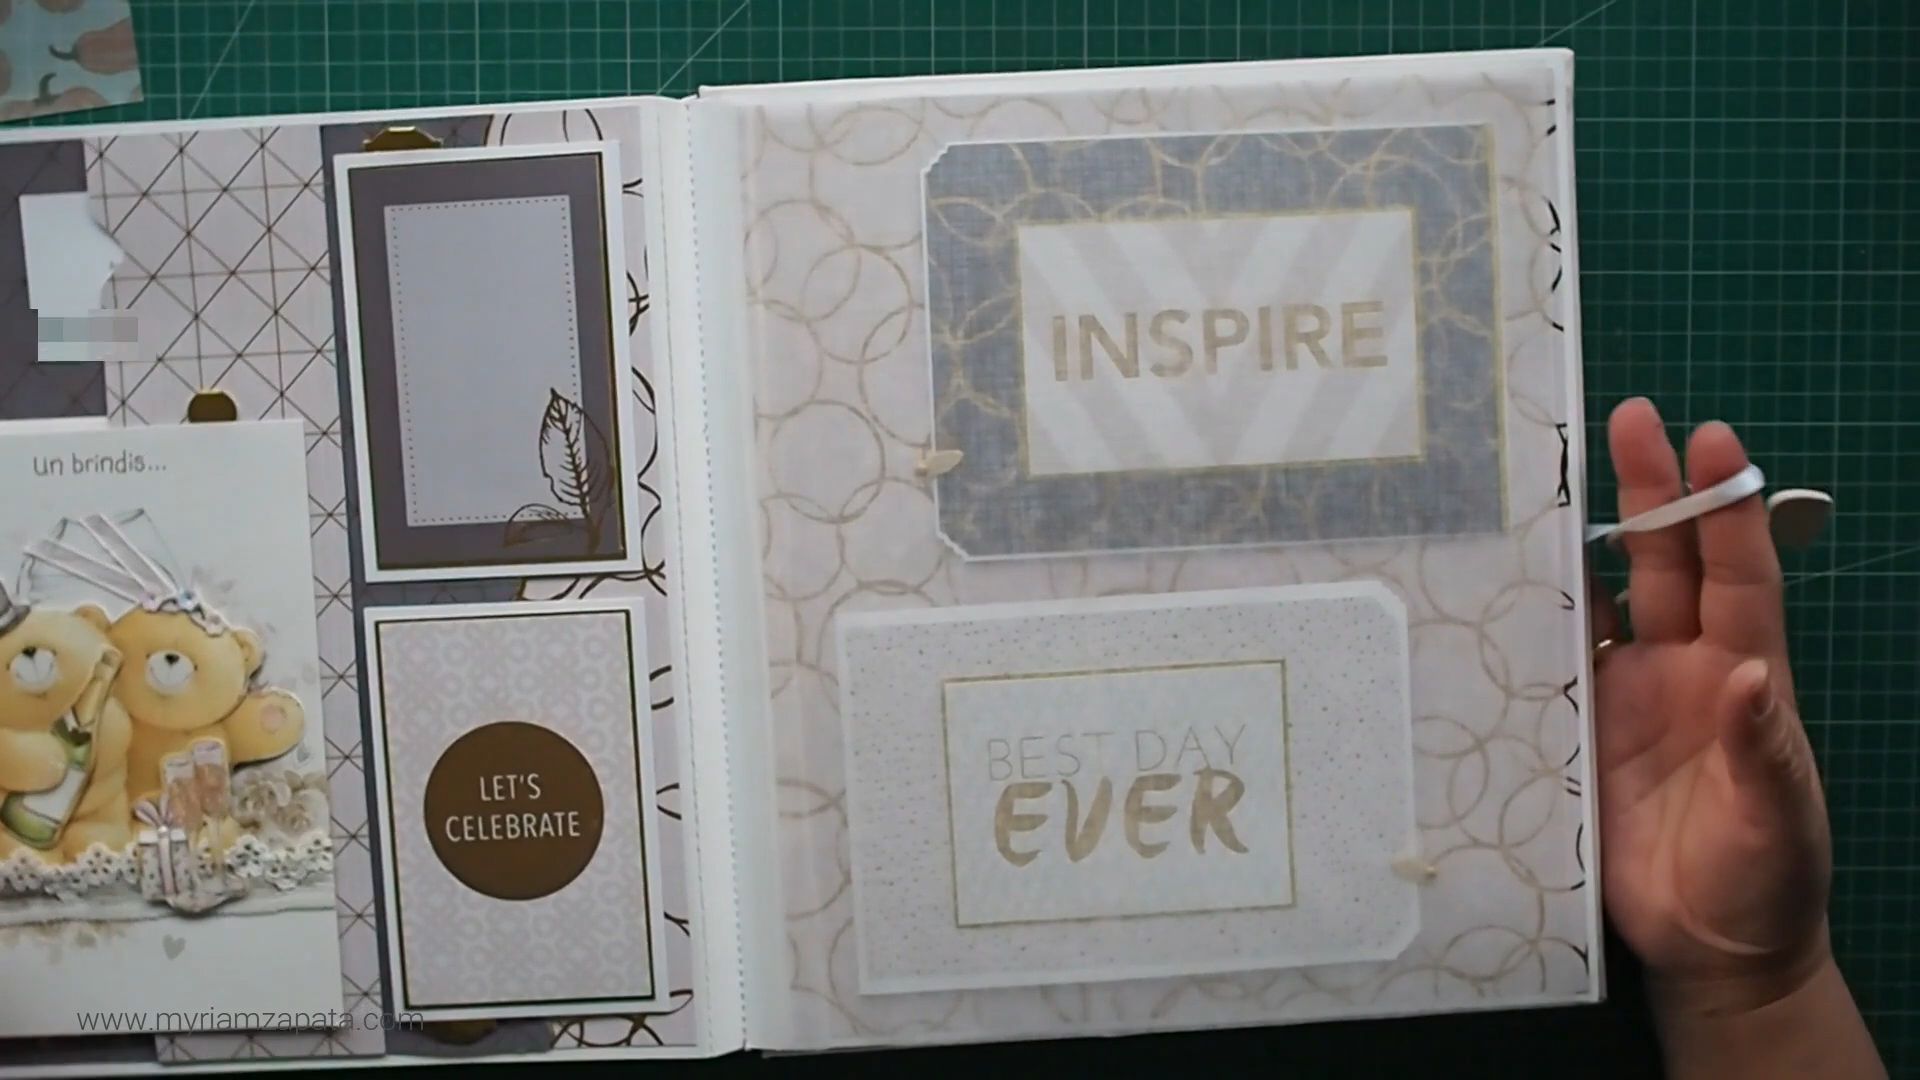 un brindis...
LET'S
CELEBRATE
INSPIRE
BEST DAY
EVER
www.myriamzapata.com